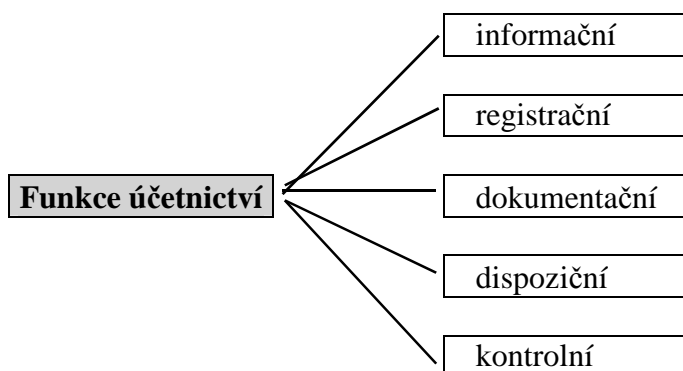 informační
registrační
Funkce účetnictví
dokumentační
dispoziční
kontrolní